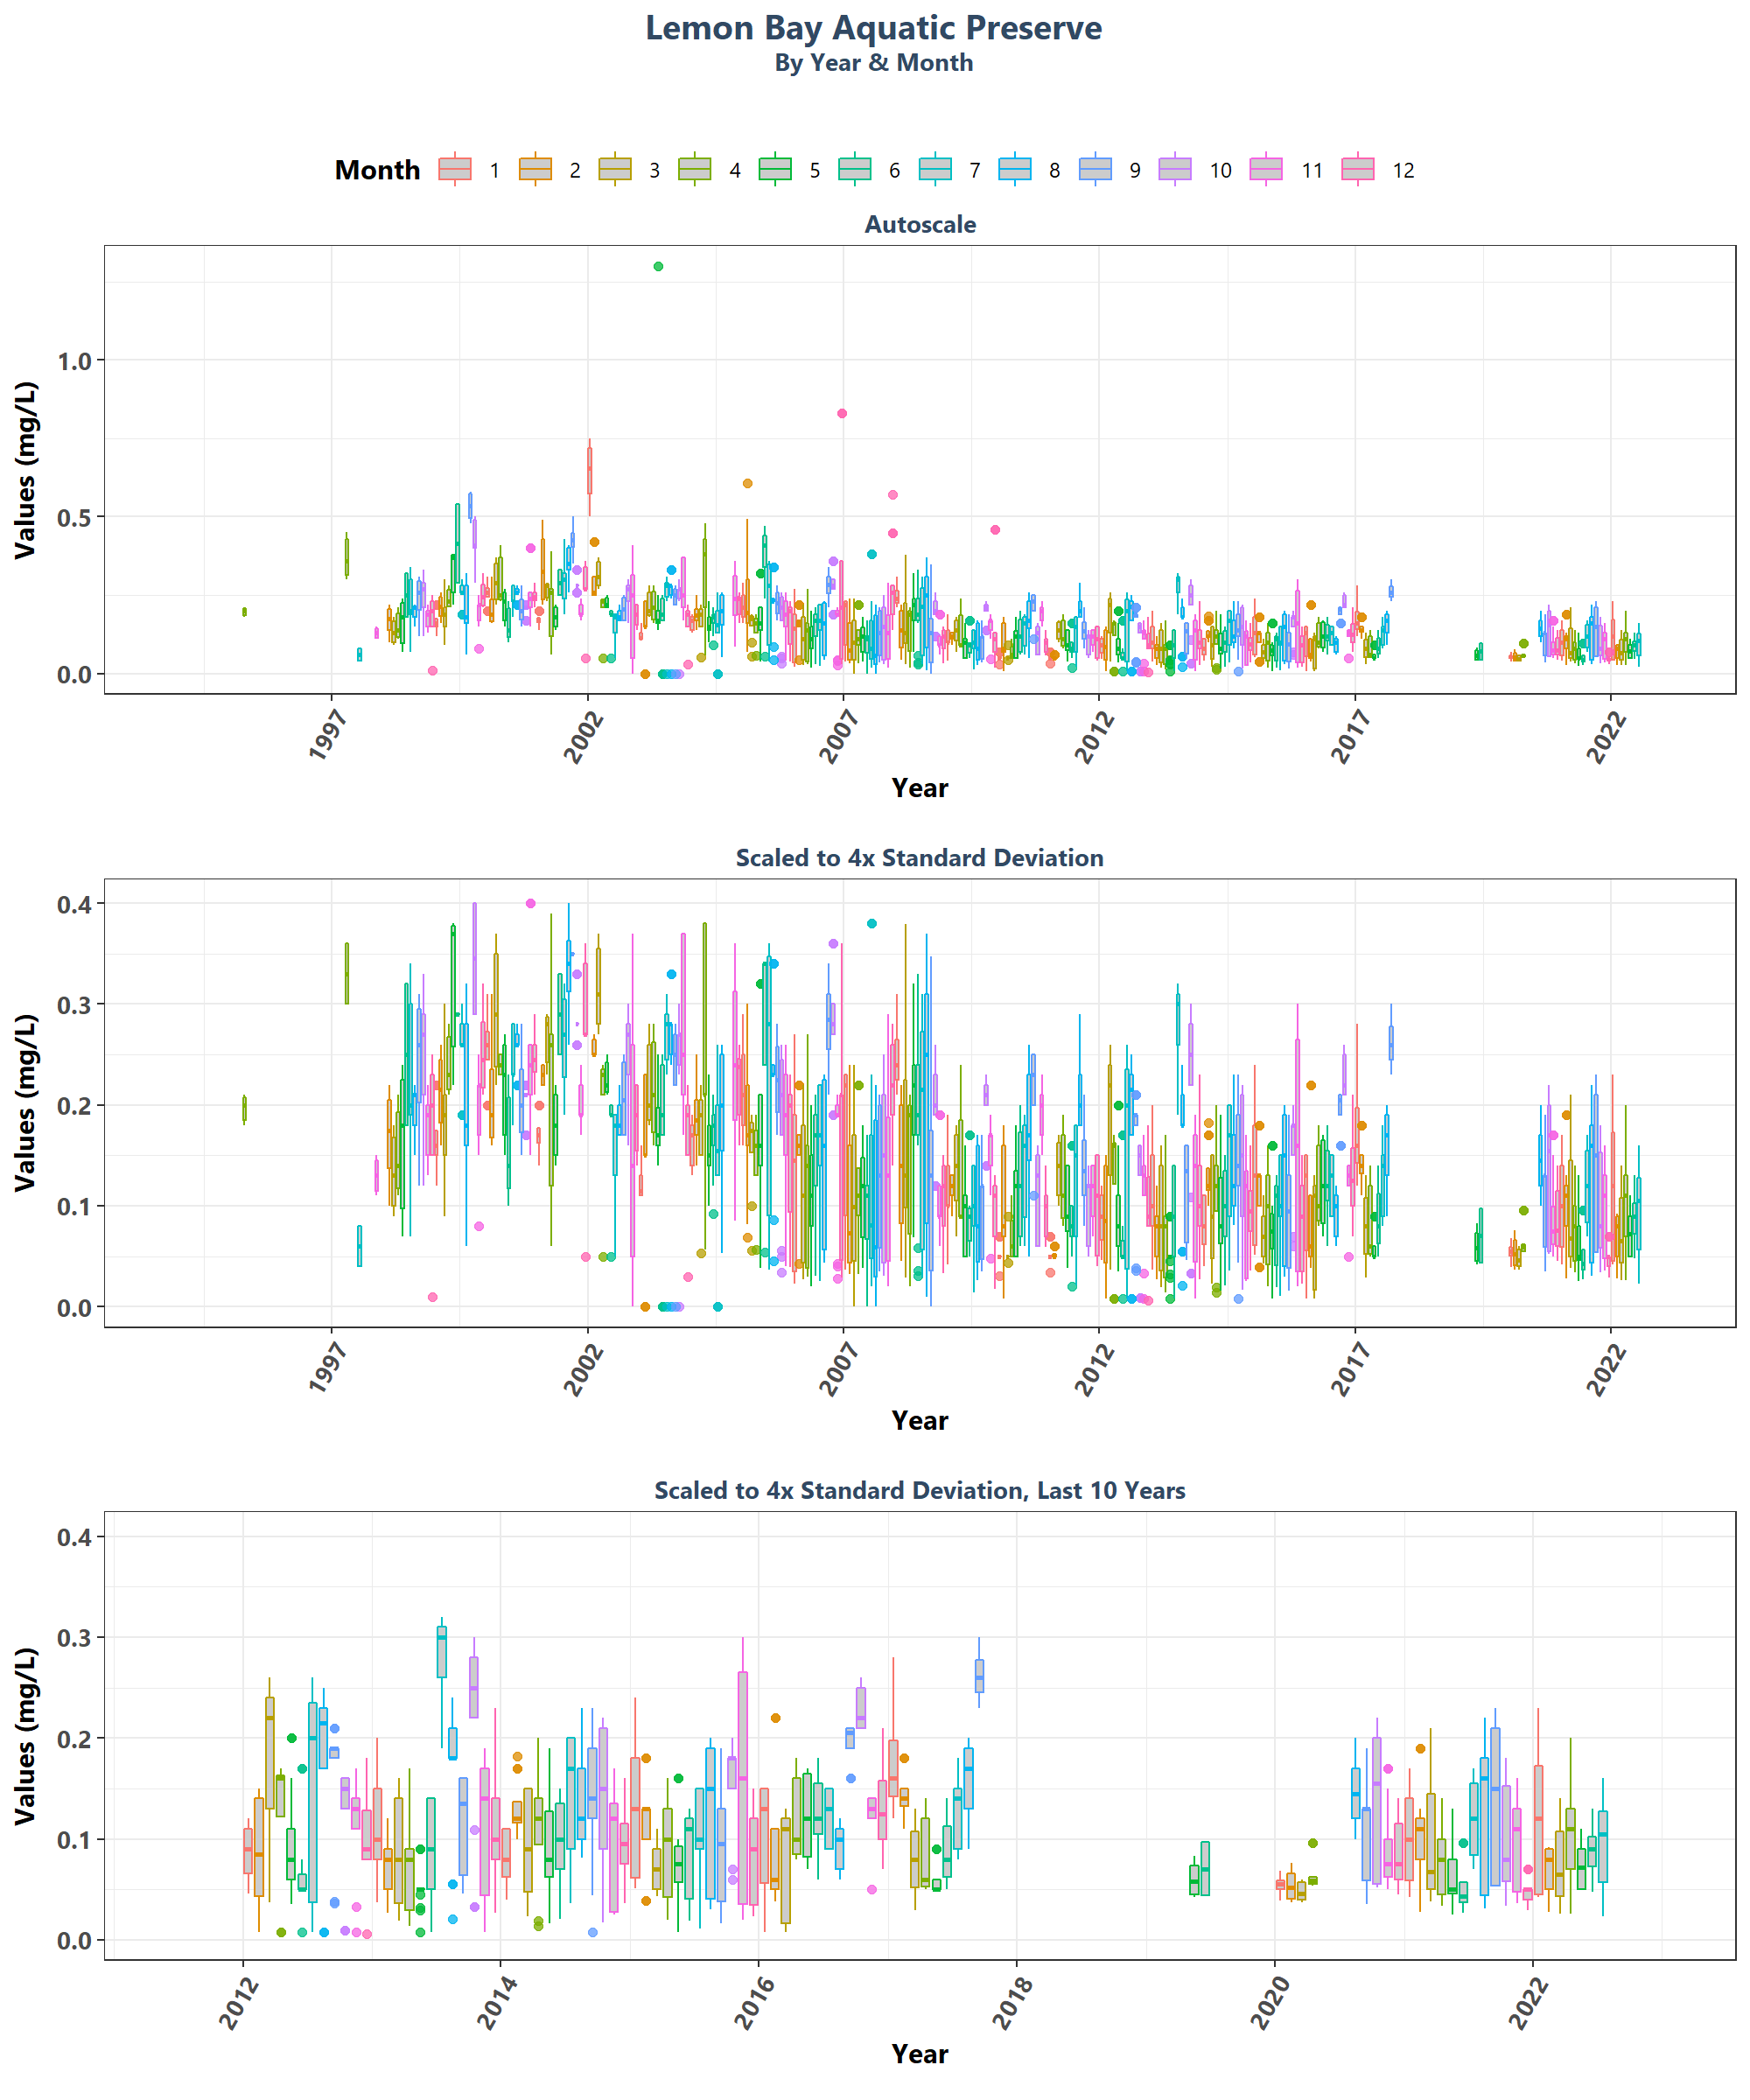 Lemon Bay Aquatic Preserve
By Year & Month
Month 1 2 3 4 5 6 7 8 9 10 11 12
Autoscale
Values (mg/L)
1.0
0.5
0.0
1997 2002 2007 2012 2017 2022
Year
Scaled to 4x Standard Deviation
Values (mg/L)
0.4
0.3
0.2
0.1
0.0
1997 2002 2007 2012 2017 2022
Year
Scaled to 4x Standard Deviation, Last 10 Years
Values (mg/L)
0.4
0.3
0.2
0.1
0.0
2012 2014 2016 2018 2020 2022
Year